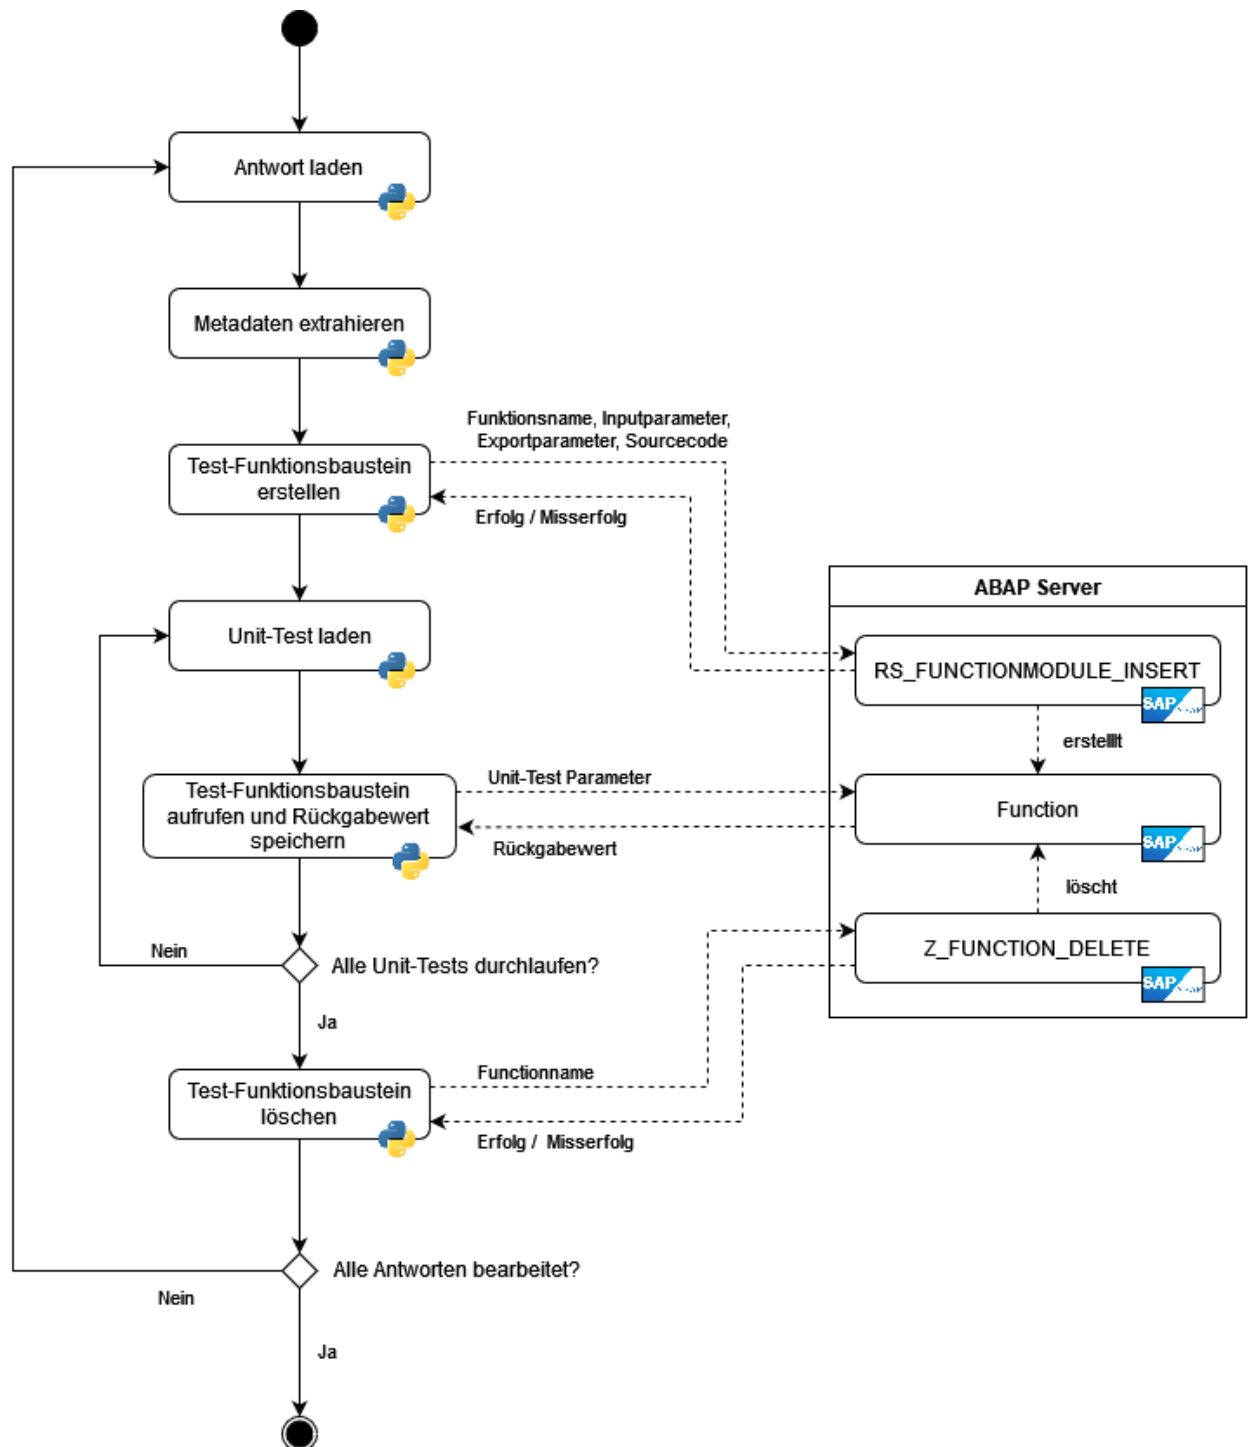 Antwort laden
Metadaten extrahieren
Funktionsname, Inputparameter,
Exportparameter, Sourcecode
Test-Funktionsbaustein
erstellen
Erfolg / Misserfolg
ABAP Server
Unit-Test laden
RS_FUNCTIONMODULE_INSERT
SAP
erstelllt
Unit-Test Parameter
Test-Funktionsbaustein
aufrufen und Rückgabewert
speichern
Function
SAP
Rückgabewert
löscht
Nein
Alle Unit-Tests durchlaufen?
Z_FUNCTION_DELETE
SAP
Ja
Functionname
Test-Funktionsbaustein
löschen
Erfolg / Misserfolg
Alle Antworten bearbeitet?
Nein
Ja